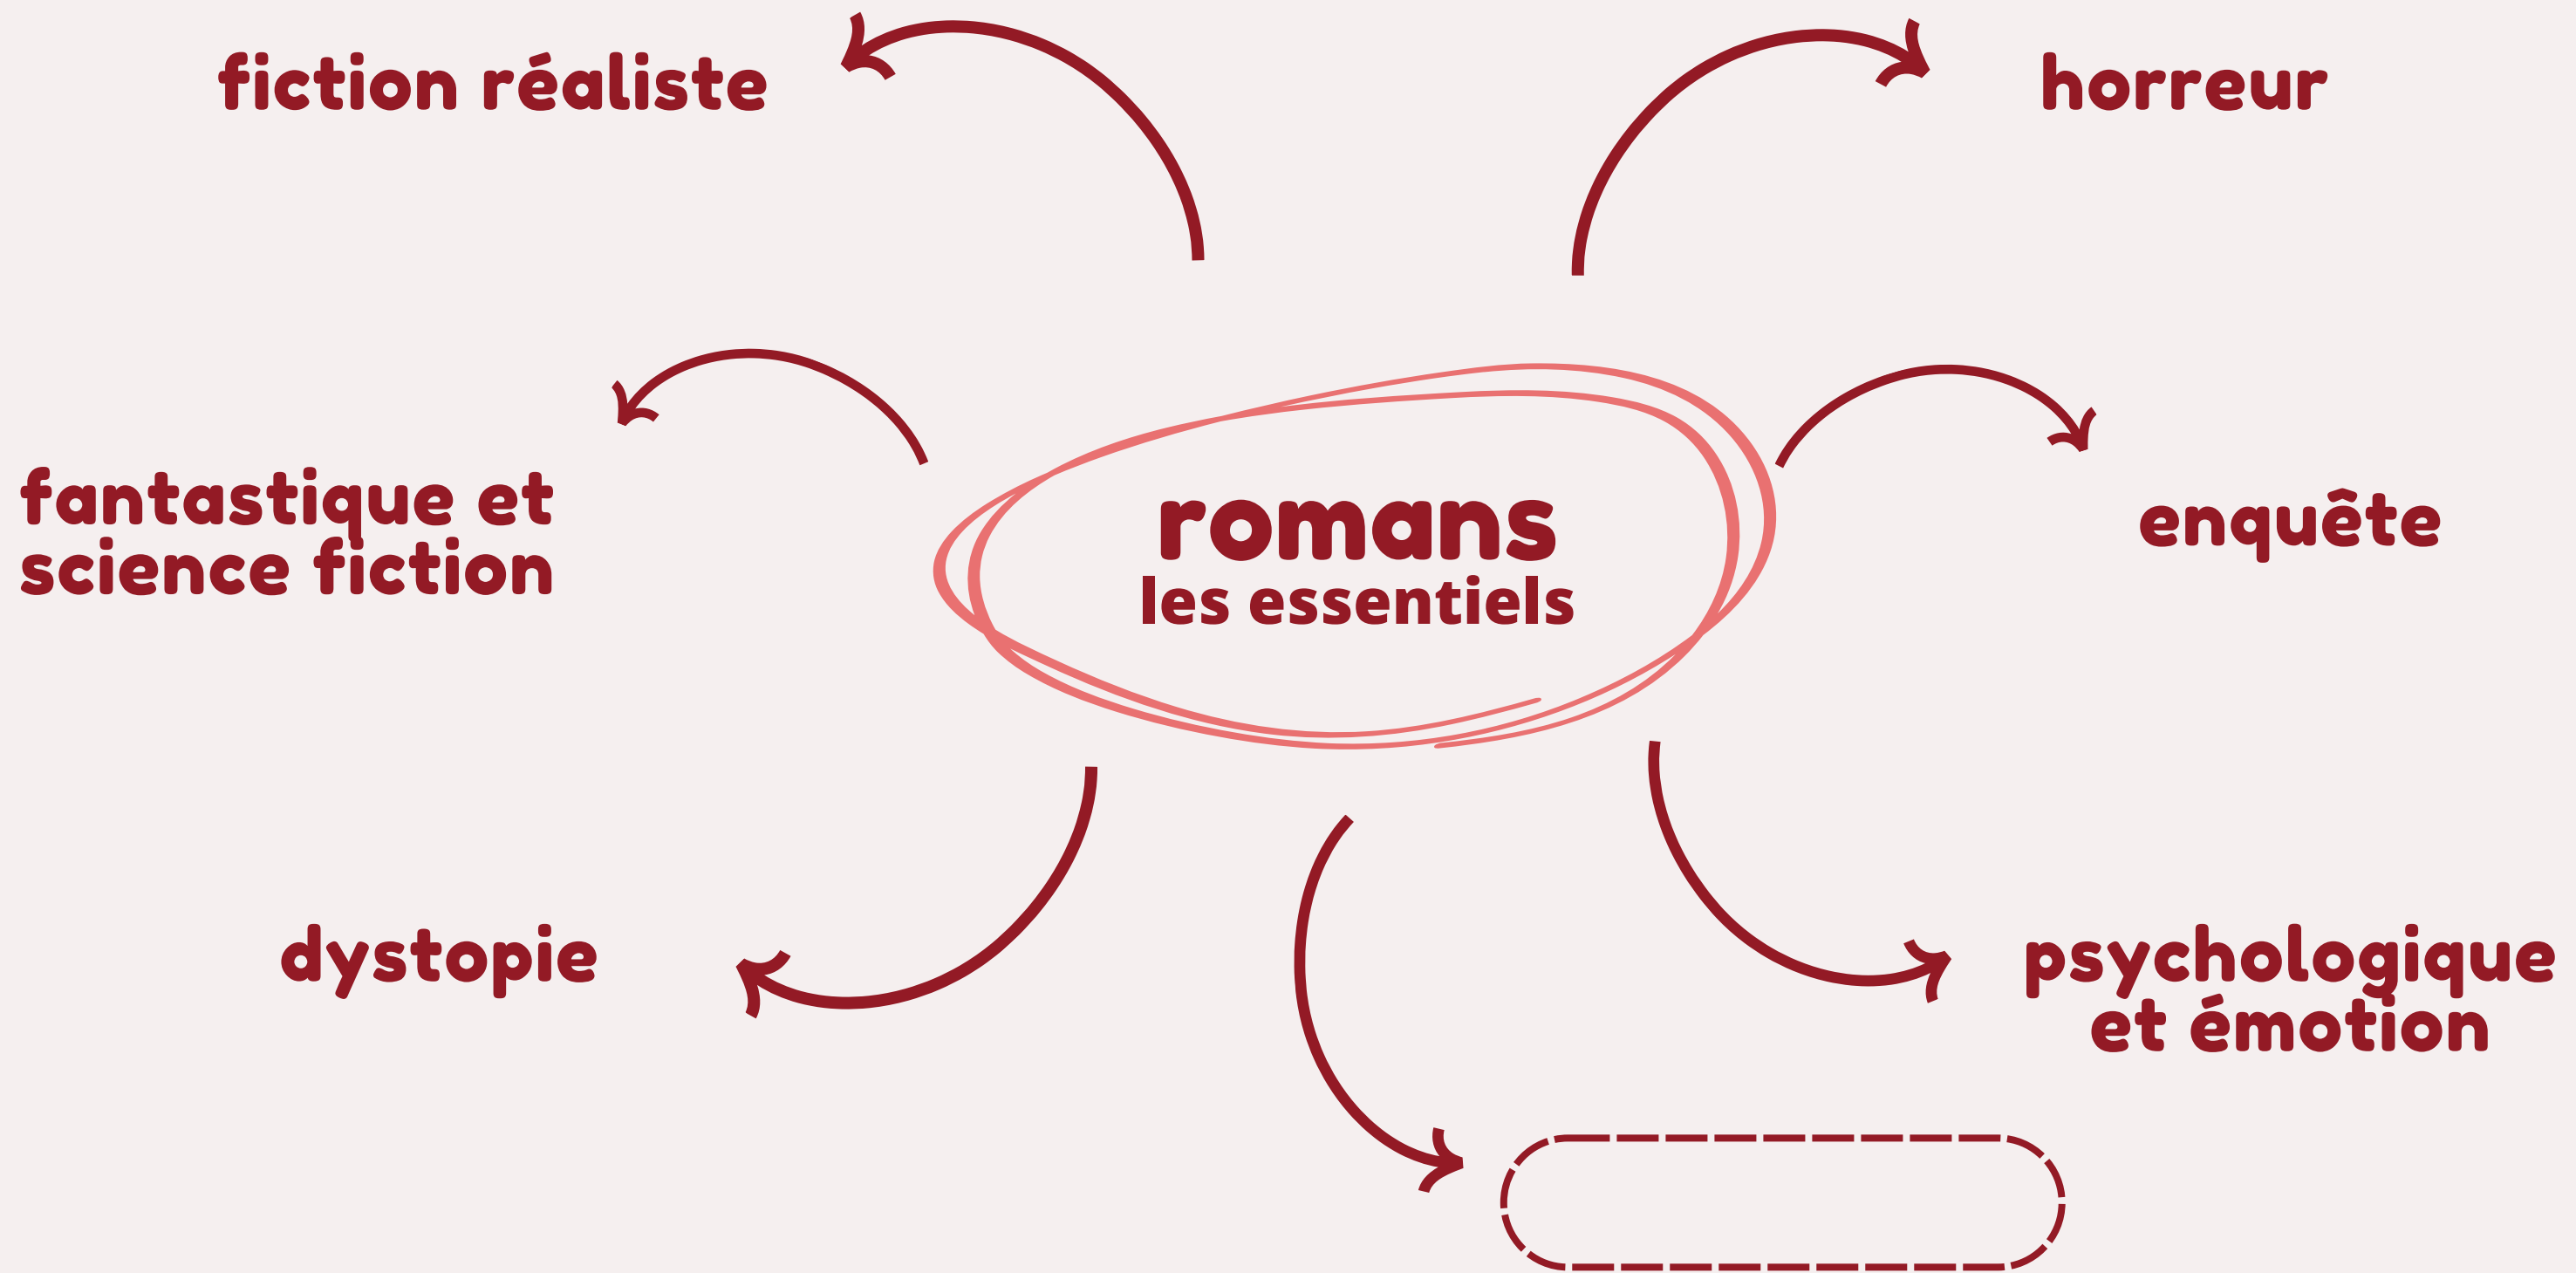 fiction réaliste
horreur
fantastique et
science fiction
romans
les essentiels
enquête
dystopie
psychologique
et émotion